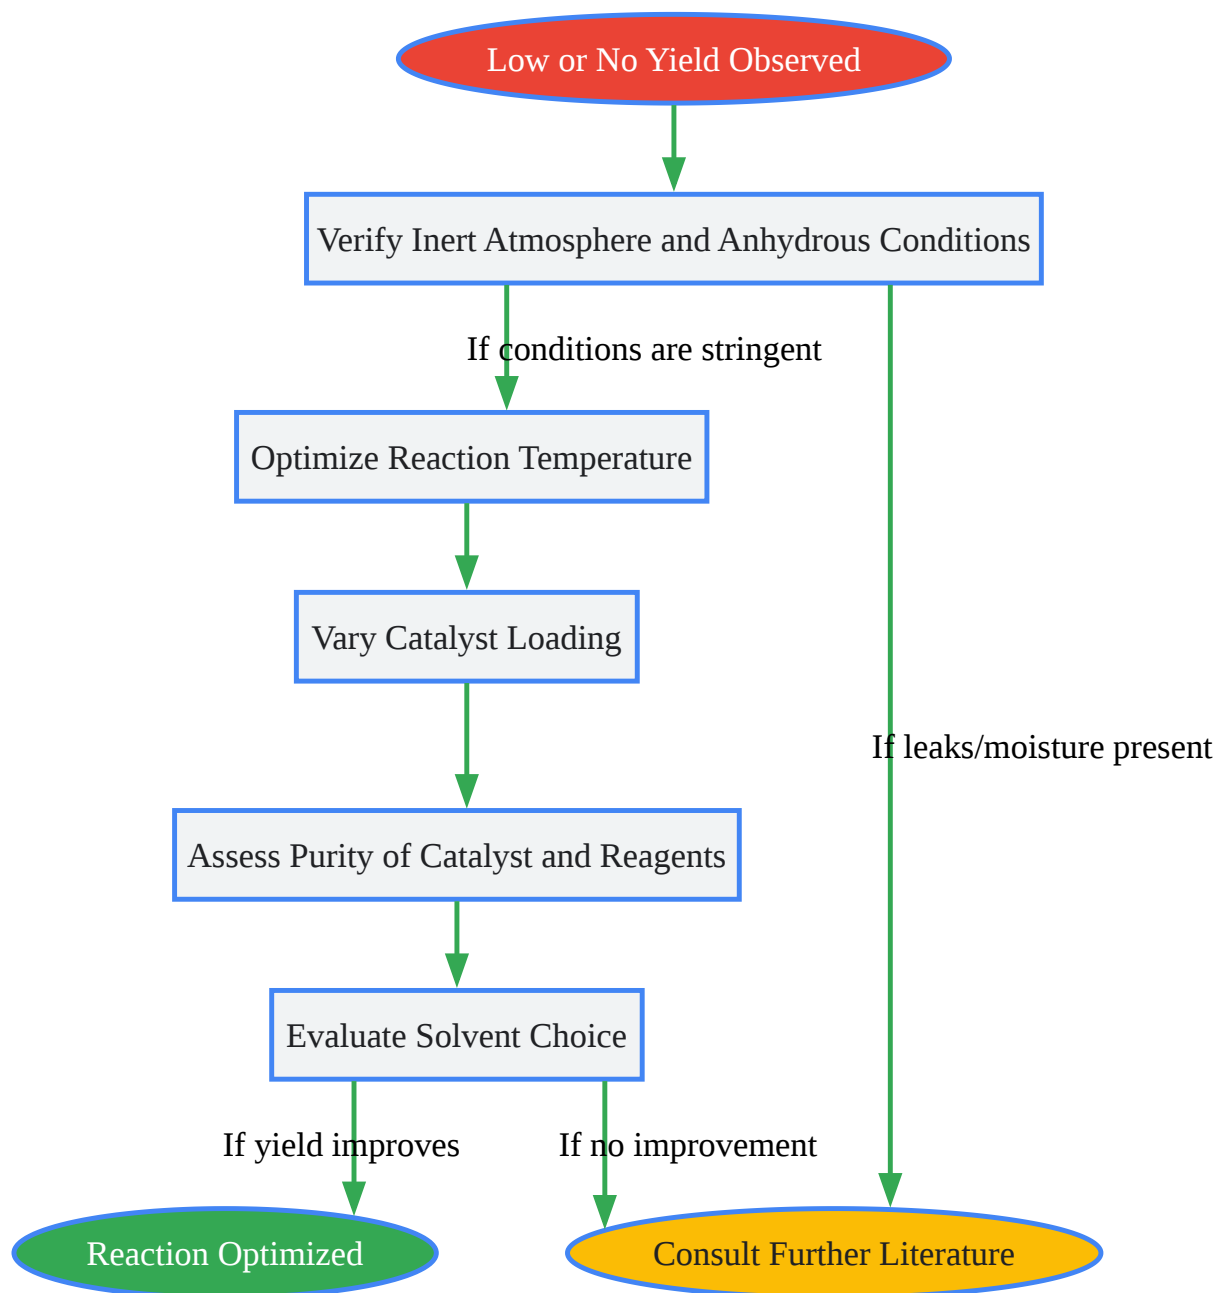 Low or No Yield Observed
Verify Inert Atmosphere and Anhydrous Conditions
If conditions are stringent
Optimize Reaction Temperature
Vary Catalyst Loading
If leaks/moisture present
Assess Purity of Catalyst and Reagents
Evaluate Solvent Choice
If yield improves
If no improvement
Reaction Optimized
Consult Further Literature